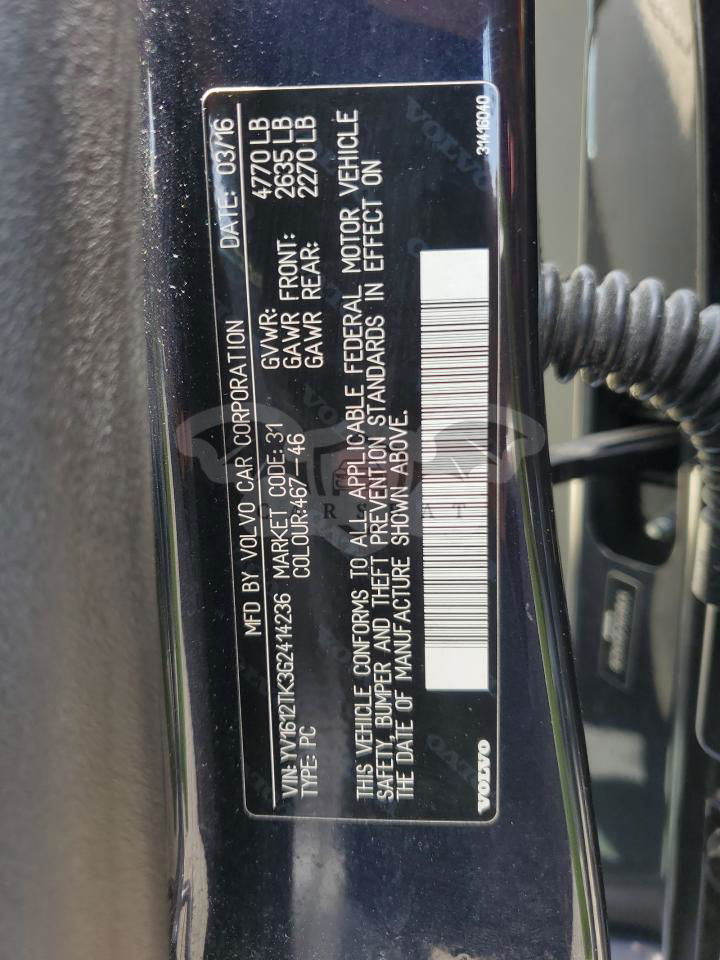 MFD BY VOLVO CAR CORPORATION DATE: 03/16
VIN: YV1612TK3G2414236 MARKET CODE: 31 GVWR: 4770 LB
TYPE: PC COLOUR:467-46 GAWR FRONT: 2635 LB
GAWR REAR: 2270 LB
THIS VEHICLE CONFORMS TO ALL APPLICABLE FEDERAL MOTOR VEHICLE
SAFETY, BUMPER AND THEFT PREVENTION STANDARDS IN EFFECT ON
THE DATE OF MANUFACTURE SHOWN ABOVE.
VOLVO 31416040